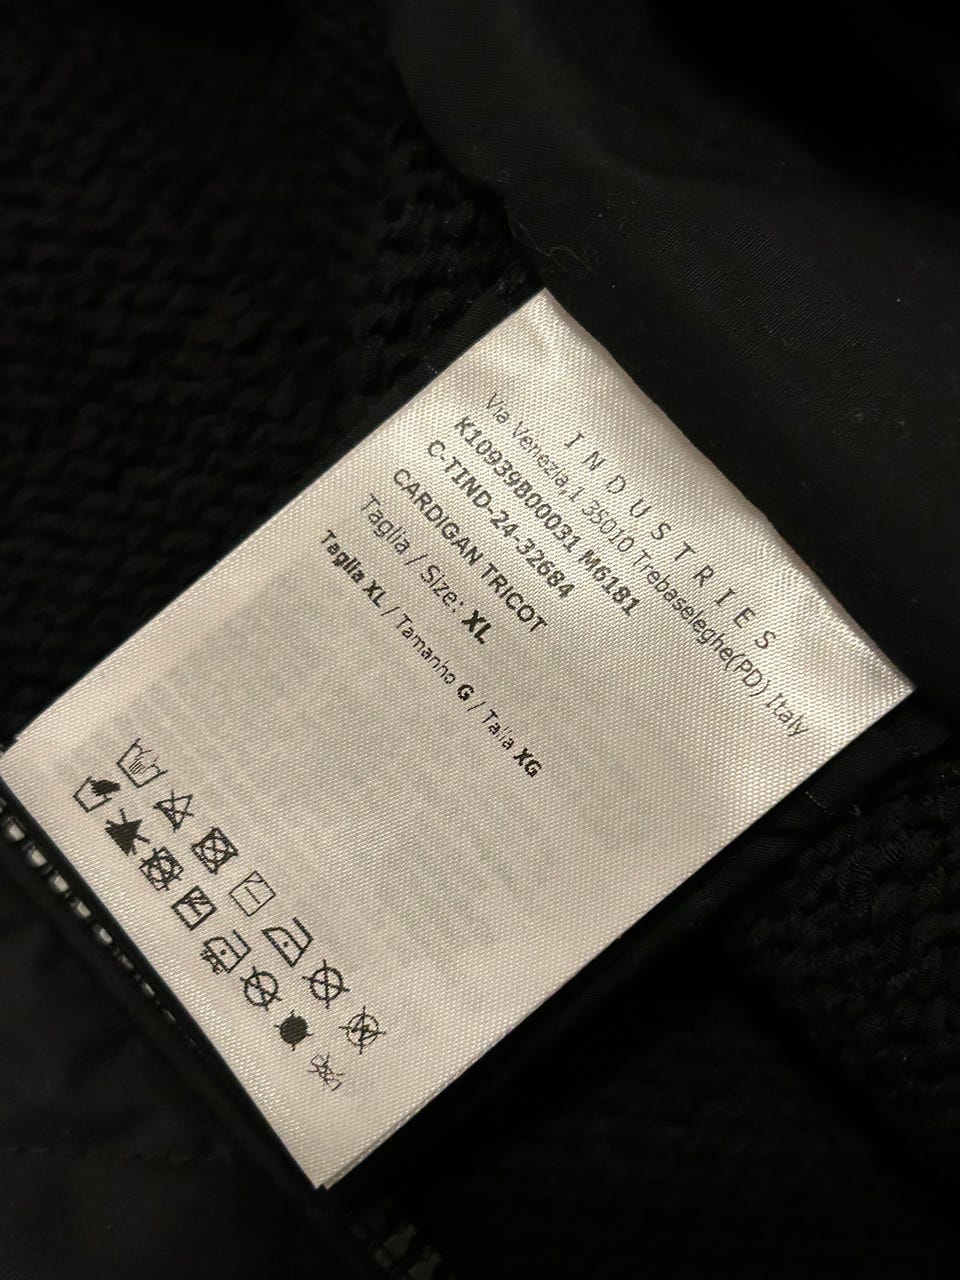 INDUSTRIES
Via Venezia,1 35010 Trebaseleghe(PD) Italy
K10939B00031 M6181
C-TIND-24-32684
CARDIGAN TRICOT
Taglia / Size: XL
Taglia XL / Tamanho G / Talla XG